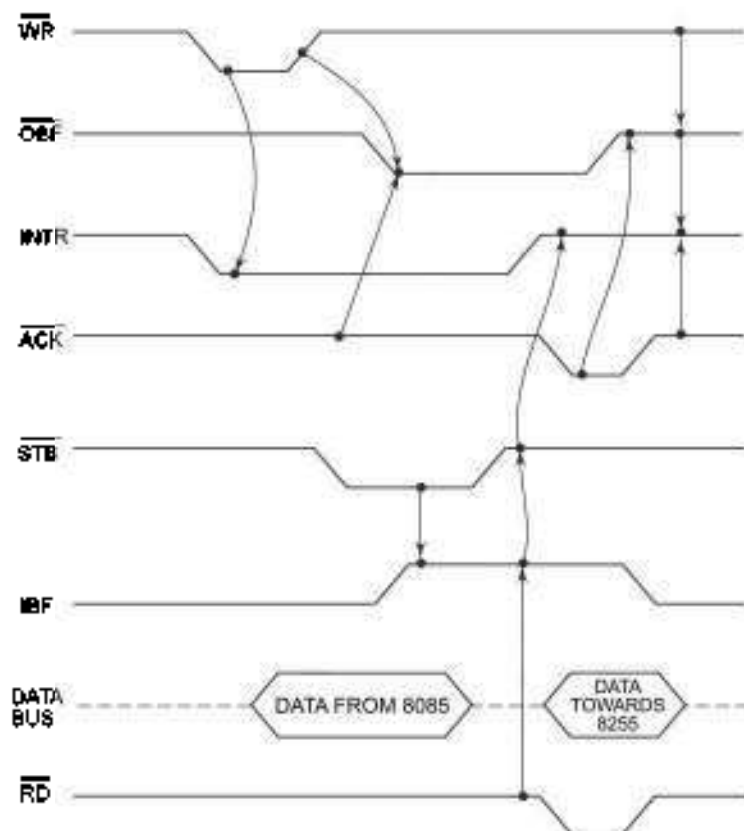 WR
OBF
INTR
ACK
STB
IBF
DATA
BUS
DATA FROM 8085
DATA
TOWARDS
8255
RD